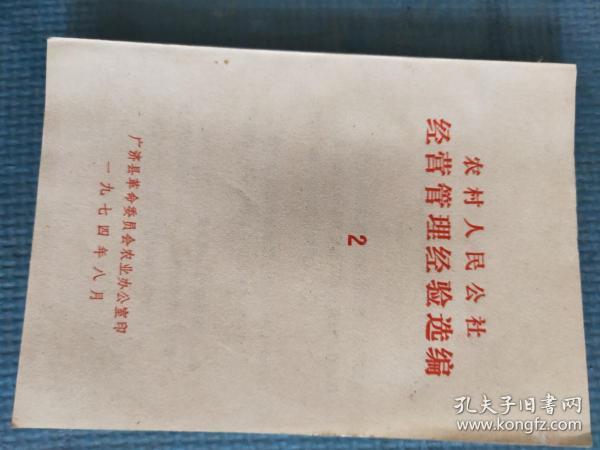 农村人民公社
经营管理经验选编
2
广济县革命委员会农业办公室印
一九七四年八月
孔夫子旧书网
www.kongfz.com